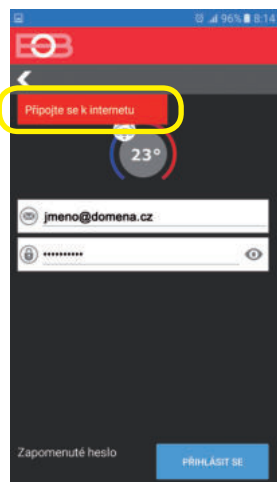 96% 8:14
EOB
Připojte se k internetu
23°
jmeno@domena.cz
••••••••••
Zapomenuté heslo
PŘIHLÁSIT SE